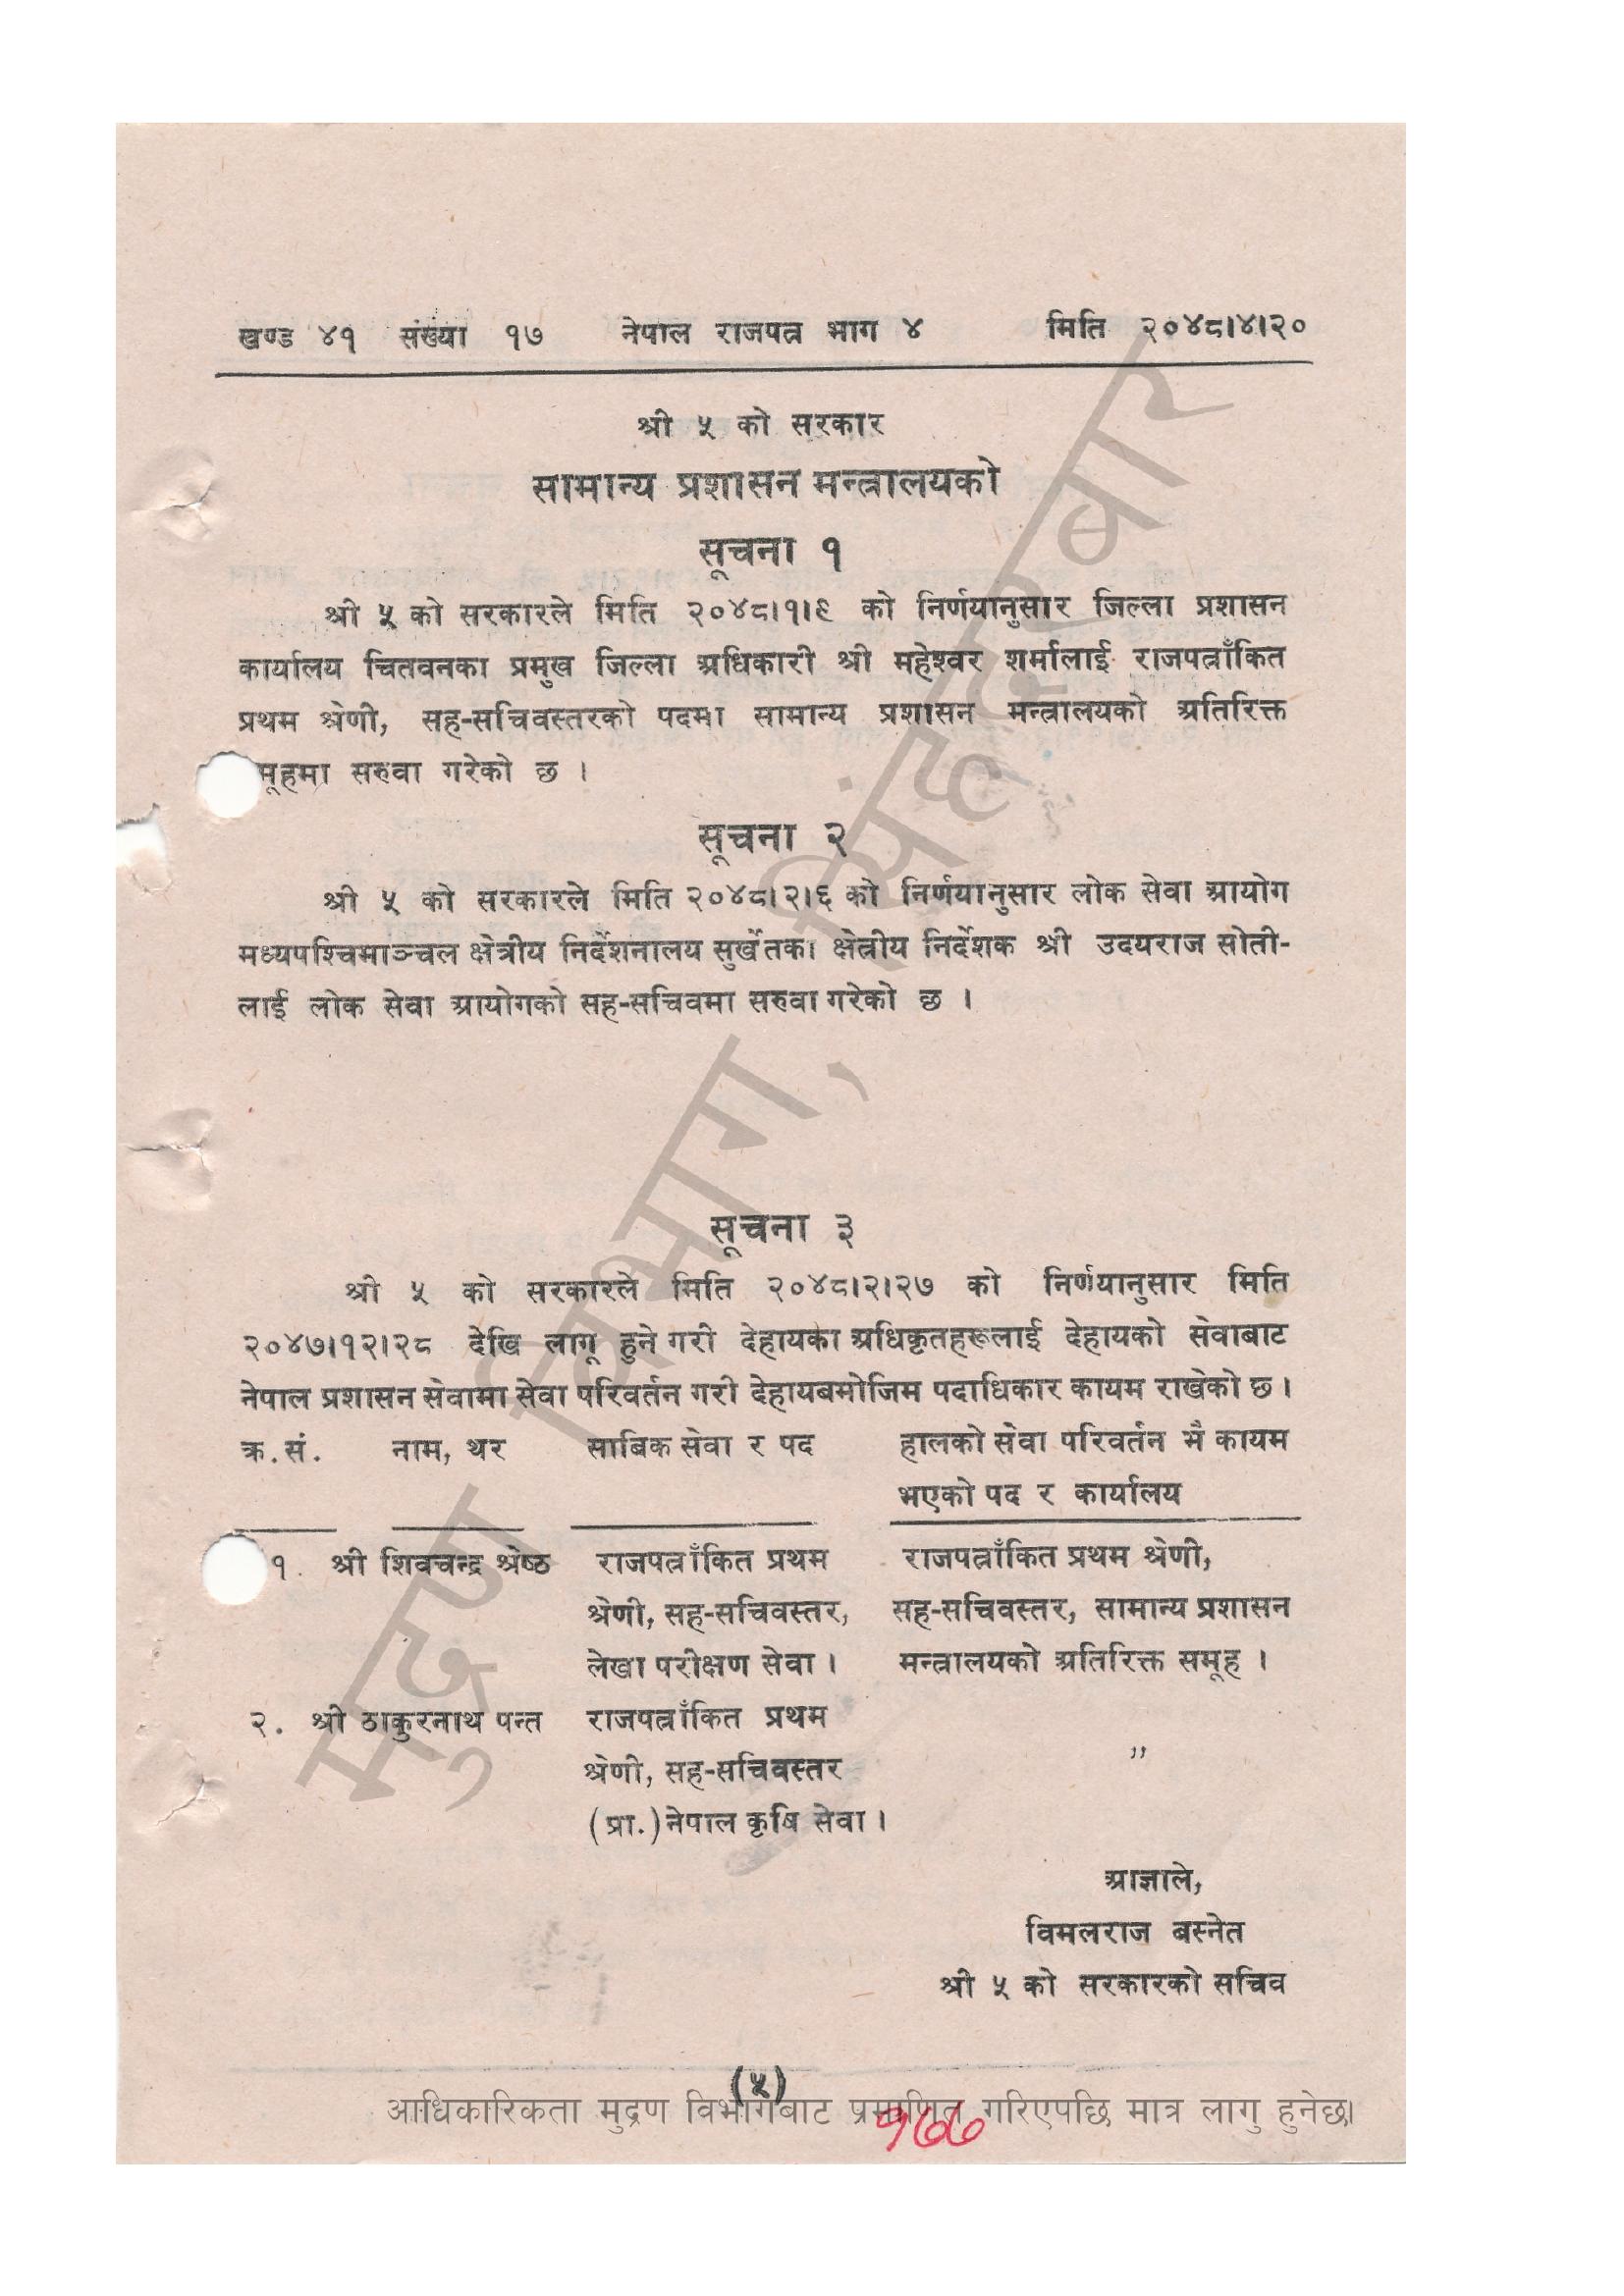 खण्ड ४१ संख्या १७ नेपाल राजपत्र भाग ४ मिति २०४८।४।२०
श्री ५ को सरकार
सामान्य प्रशासन मन्त्रालयको
सूचना १
श्री ५ को सरकारले मिति २०४८।१।९ को निर्णयानुसार जिल्ला प्रशासन
कार्यालय चितवनका प्रमुख जिल्ला अधिकारी श्री महेश्वर शर्मालाई राजपत्राँकित
प्रथम श्रेणी, सह-सचिवस्तरको पदमा सामान्य प्रशासन मन्त्रालयको अतिरिक्त
मूहमा सरुवा गरेको छ ।
सूचना २
श्री ५ को सरकारले मिति २०४८।२।६ को निर्णयानुसार लोक सेवा आयोग
मध्यपश्चिमाञ्चल क्षेत्रीय निर्देशनालय सुर्खेतका क्षेत्रीय निर्देशक श्री उदयराज सोती-
लाई लोक सेवा आयोगको सह-सचिवमा सरुवा गरेको छ ।
सूचना ३
श्री ५ को सरकारले मिति २०४८।२।२७ को निर्णयानुसार मिति
२०४७।१२।२८ देखि लागू हुने गरी देहायका अधिकृतहरूलाई देहायको सेवाबाट
नेपाल प्रशासन सेवामा सेवा परिवर्तन गरी देहायबमोजिम पदाधिकार कायम राखेको छ ।
क्र.सं. नाम, थर साबिक सेवा र पद हालको सेवा परिवर्तन भै कायम
भएको पद र कार्यालय
१. श्री शिवचन्द्र श्रेष्ठ राजपत्राँकित प्रथम राजपत्राँकित प्रथम श्रेणी,
श्रेणी, सह-सचिवस्तर, सह-सचिवस्तर, सामान्य प्रशासन
लेखा परीक्षण सेवा । मन्त्रालयको अतिरिक्त समूह ।
२. श्री ठाकुरनाथ पन्त राजपत्राँकित प्रथम
श्रेणी, सह-सचिवस्तर ,,
(प्रा.) नेपाल कृषि सेवा ।
आज्ञाले,
विमलराज बस्नेत
श्री ५ को सरकारको सचिव
(५)
आधिकारिकता मुद्रण विभागबाट प्रमाणित गरिएपछि मात्र लागु हुनेछ।
१७७
मुद्रण विभाग, सिंहदरबार